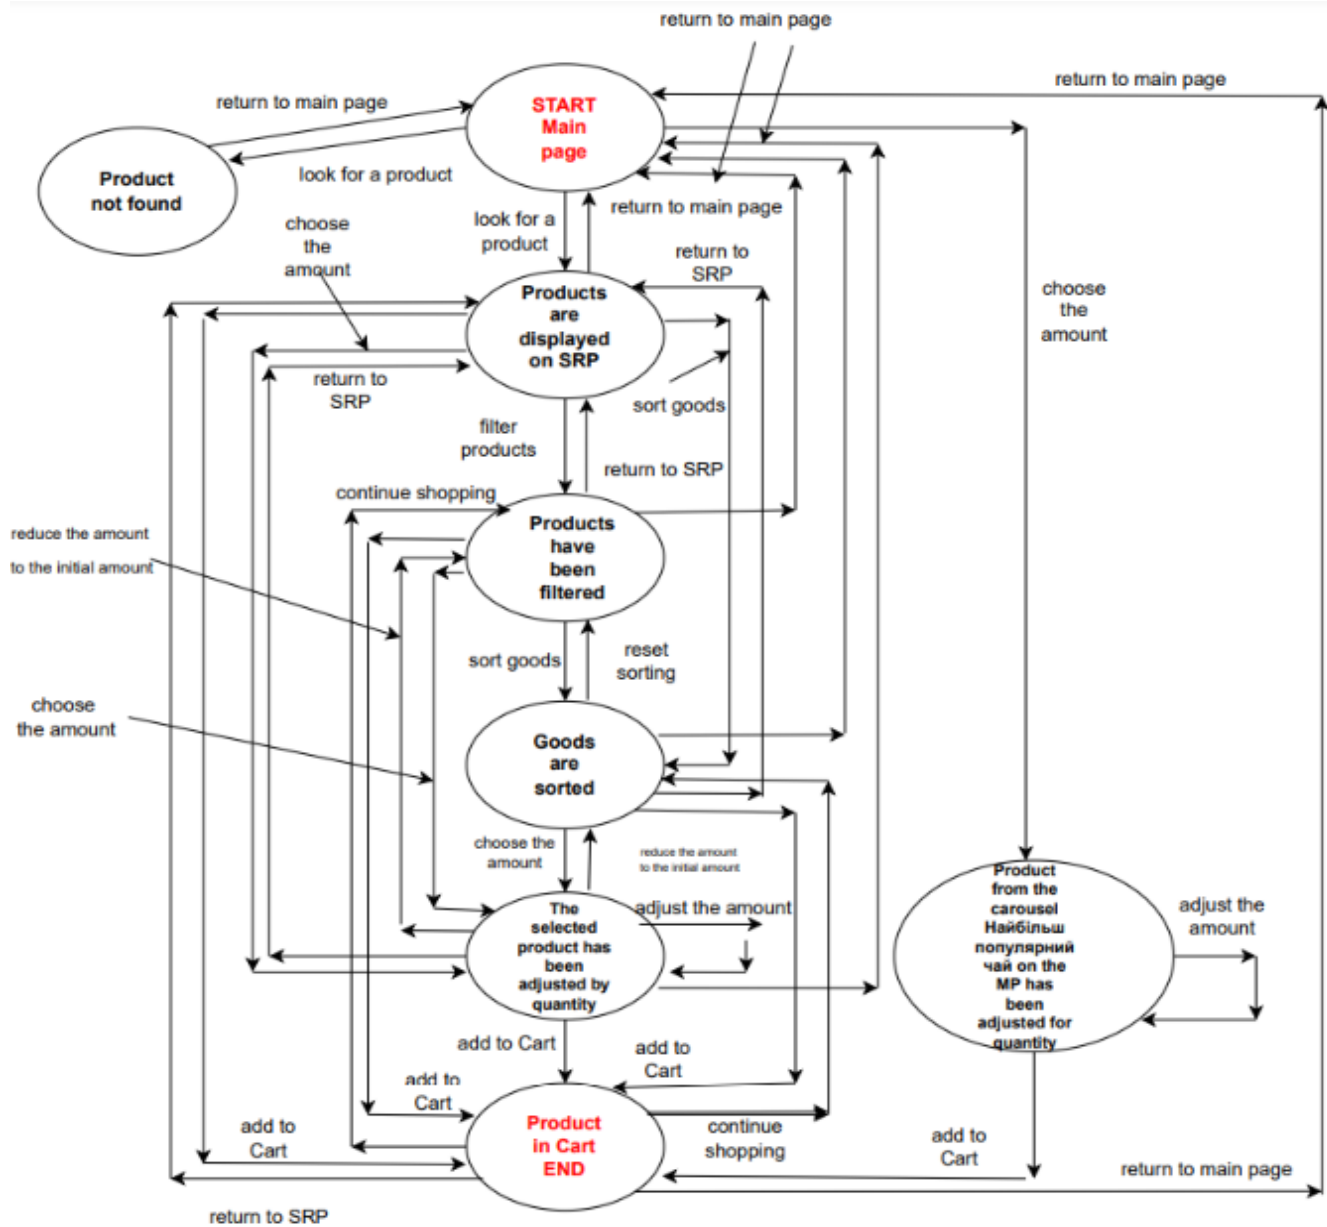 return to main page
return to main page
return to main page
START
Main
page
look for a product
Product
not found
choose
the
amount
look for a
product
return to main page
return to
SRP
Products
are
displayed
on SRP
choose
the
amount
return to
SRP
sort goods
filter
products
return to SRP
continue shopping
Products
have
been
filtered
reduce the amount
to the initial amount
sort goods
reset
sorting
choose
the amount
Goods
are
sorted
choose the
amount
reduce the amount
to the initial amount
The
selected
product has
been
adjusted by
quantity
adjust the amount
Product
from the
carousel
Найбільш
популярний
чай on the
MP has
been
adjusted for
quantity
adjust the
amount
add to Cart
add to
Cart
add to
Cart
add to
Cart
Product
in Cart
END
continue
shopping
add to
Cart
return to main page
return to SRP